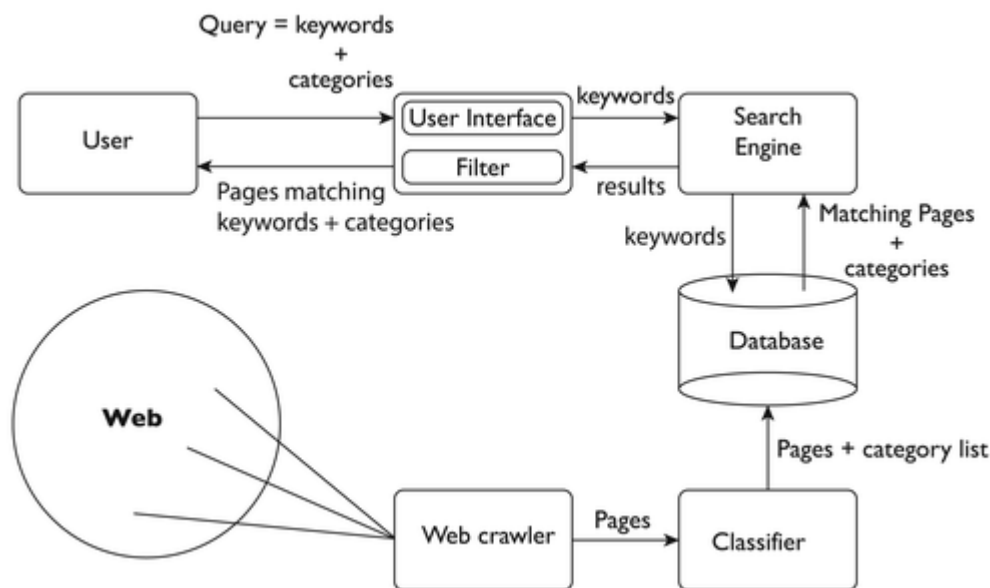 Query = keywords
+
categories
User
User Interface
Filter
keywords
results
Search
Engine
Pages matching
keywords + categories
keywords
Matching Pages
+
categories
Database
Web
Pages + category list
Web crawler
Pages
Classifier